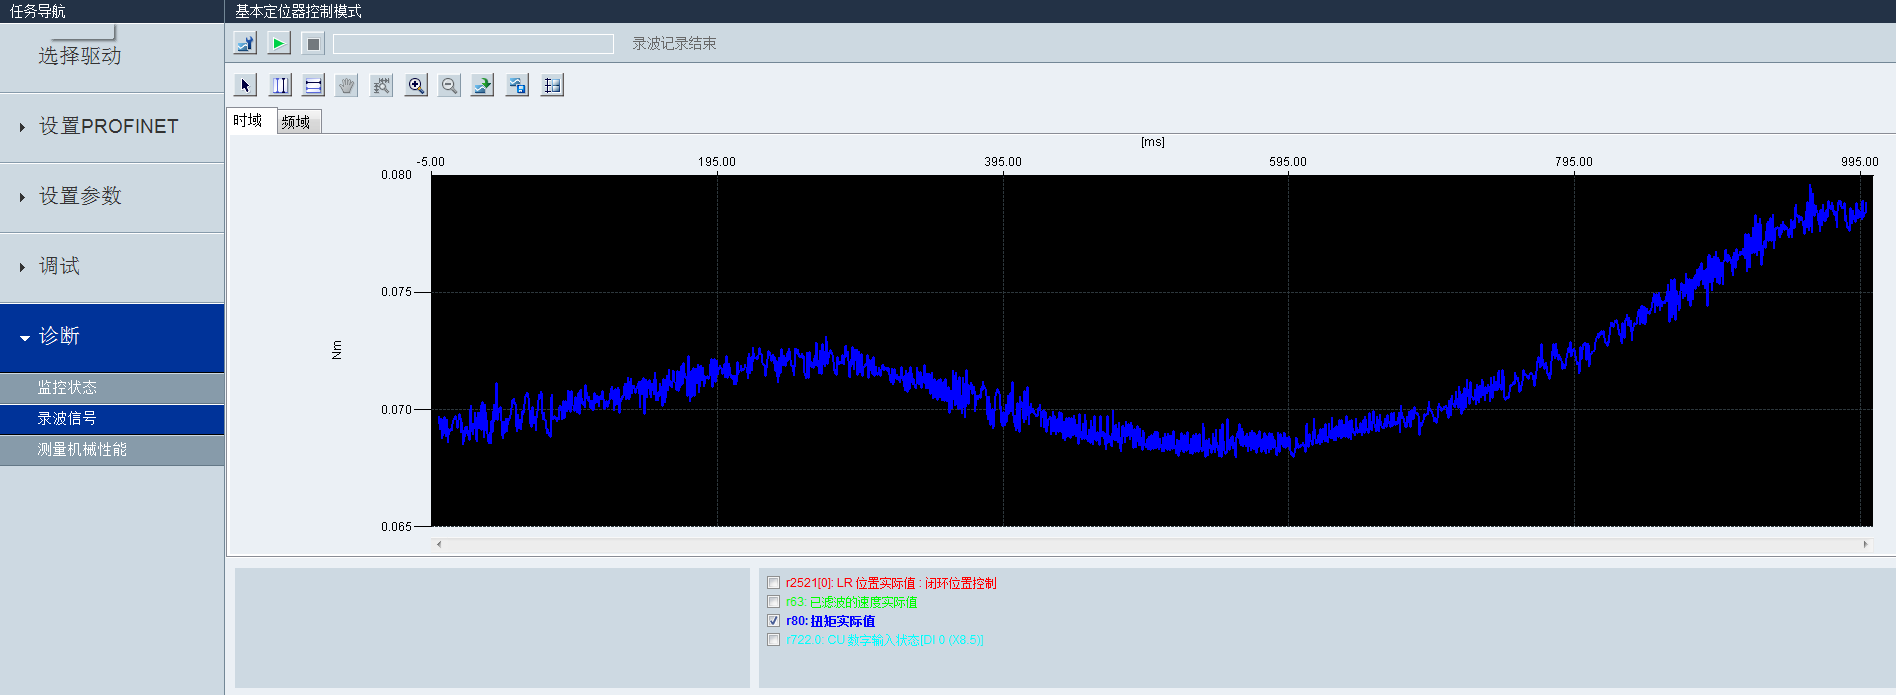 任务导航
基本定位器控制模式
选择驱动
设置PROFINET
设置参数
调试
诊断
监控状态
录波信号
测量机械性能
录波记录结束
时域
频域
[ms]
-5.00 195.00 395.00 595.00 795.00 995.00
0.080
0.075
Nm
0.070
0.065
r2521[0]: LR 位置实际值 : 闭环位置控制
r63: 已滤波的速度实际值
r80: 扭矩实际值
r722.0: CU 数字输入状态[DI 0 (X8.5)]